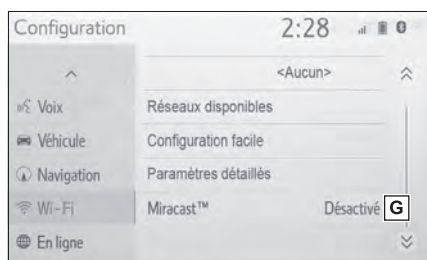 Configuration 2:28
<Aucun>
Voix Réseaux disponibles
Véhicule Configuration facile
Navigation Paramètres détaillés
Wi-Fi Miracast™ Désactivé G
En ligne